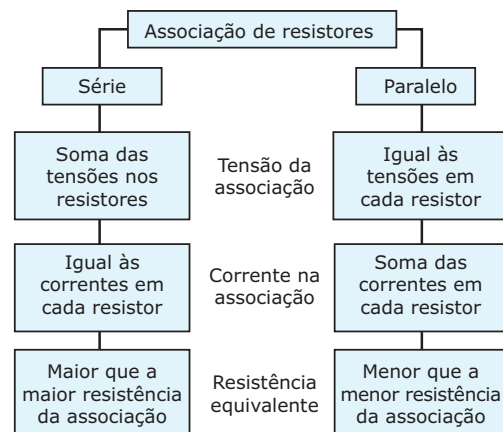 Associação de resistores
Série
Paralelo
Soma das
tensões nos
resistores
Tensão da
associação
Igual às
tensões em
cada resistor
Igual às
correntes em
cada resistor
Corrente na
associação
Soma das
correntes em
cada resistor
Maior que a
maior resistência
da associação
Resistência
equivalente
Menor que a
menor resistência
da associação